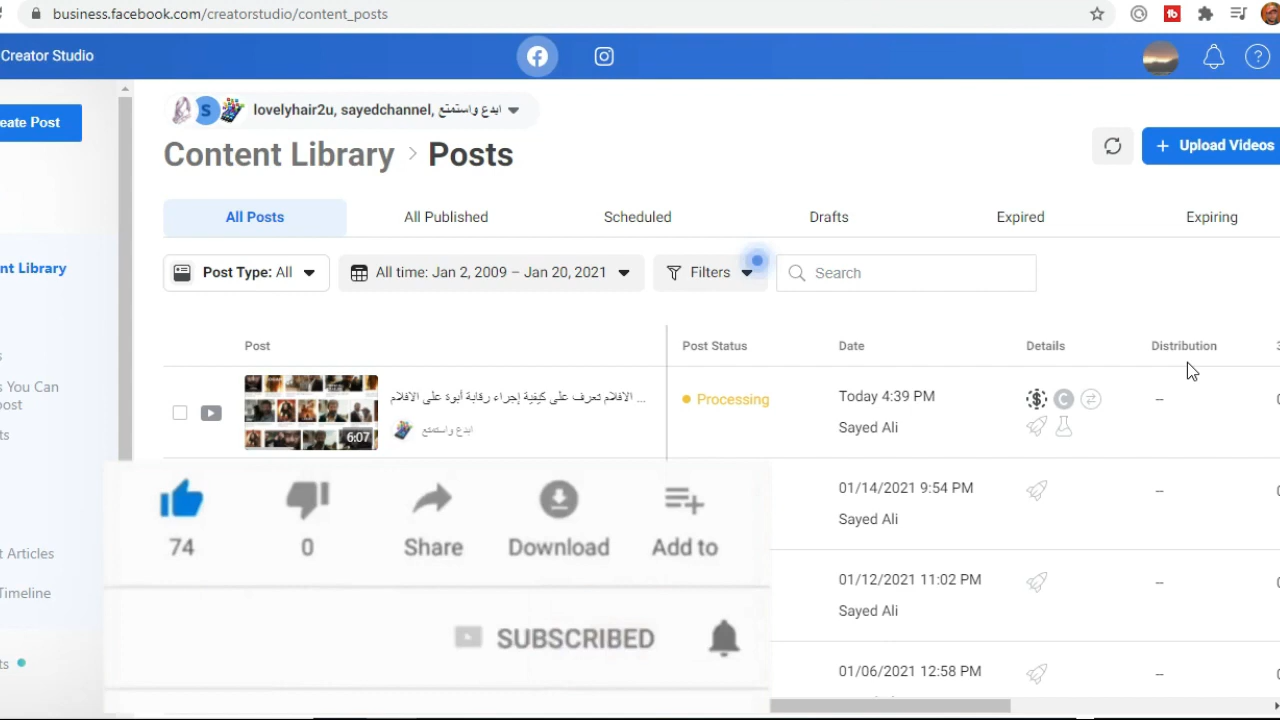 business.facebook.com/creatorstudio/content_posts
Creator Studio
lovelyhair2u, sayedchannel, ابدع واستمتع
eate Post
Content Library > Posts
+ Upload Videos
All Posts
All Published
Scheduled
Drafts
Expired
Expiring
nt Library
Post Type: All
All time: Jan 2, 2009 – Jan 20, 2021
Filters
Search
Post
Post Status
Date
Details
Distribution
s You Can
ost
ts
الافلام تعرف على كيفية إجراء رقابة أبوة على الافلام ...
ابدع واستمتع
6:07
Processing
Today 4:39 PM
Sayed Ali
--
01/14/2021 9:54 PM
Sayed Ali
--
74
0
Share
Download
Add to
t Articles
Timeline
01/12/2021 11:02 PM
Sayed Ali
--
SUBSCRIBED
ts
01/06/2021 12:58 PM
--